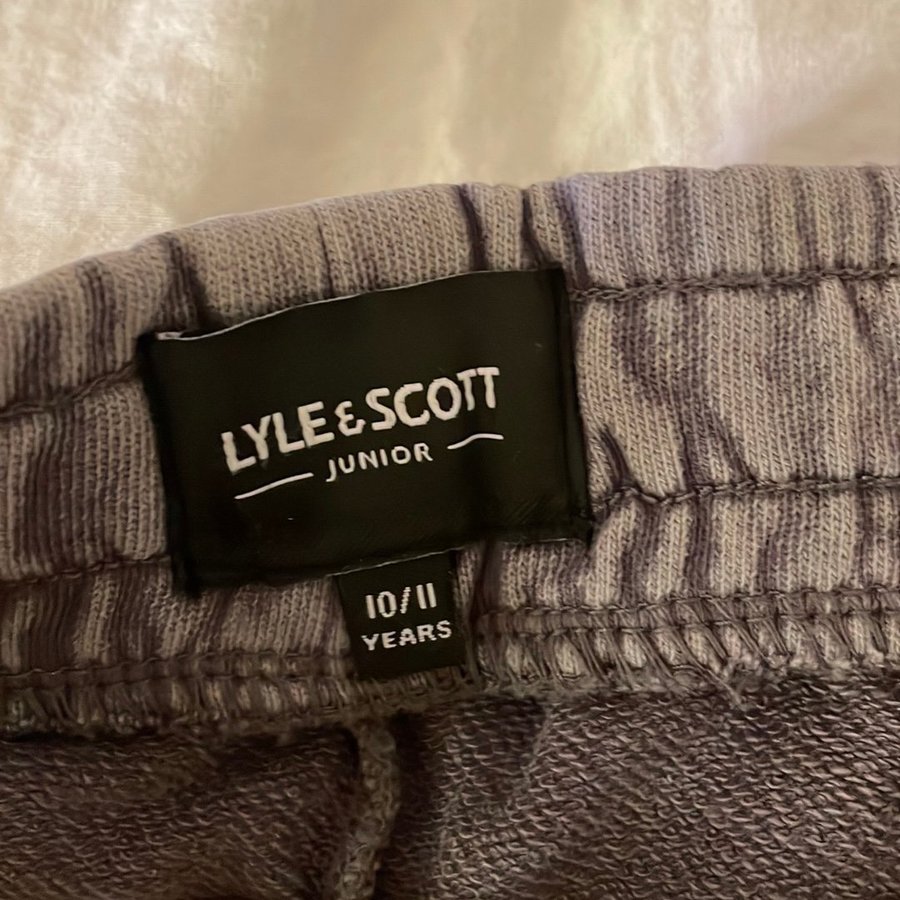 LYLE & SCOTT
JUNIOR
10/11
YEARS